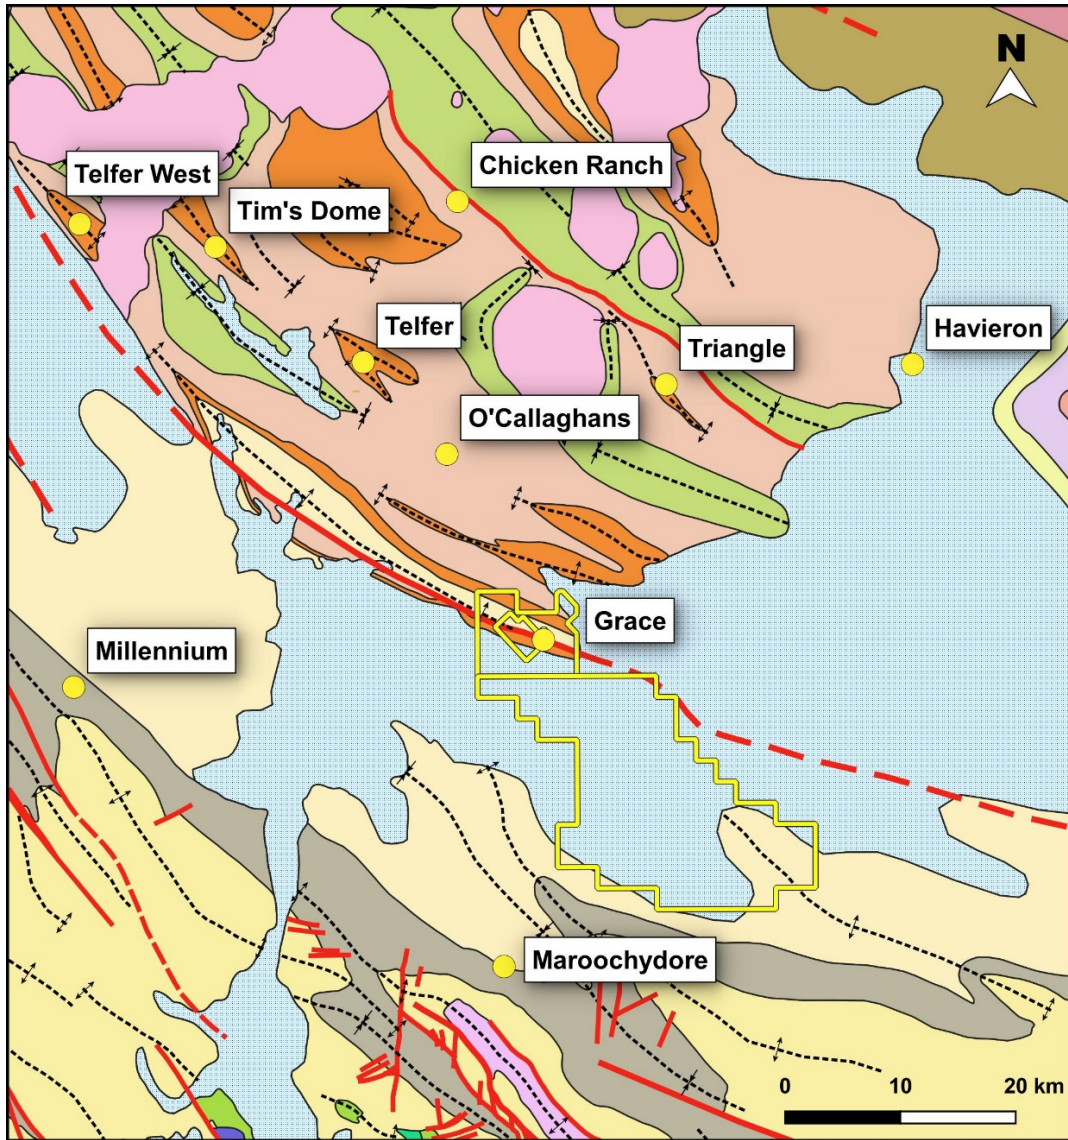 N
Chicken Ranch
Telfer West
Tim's Dome
Telfer
Havieron
Triangle
O'Callaghans
Grace
Millennium
Maroochydore
0 10 20 km